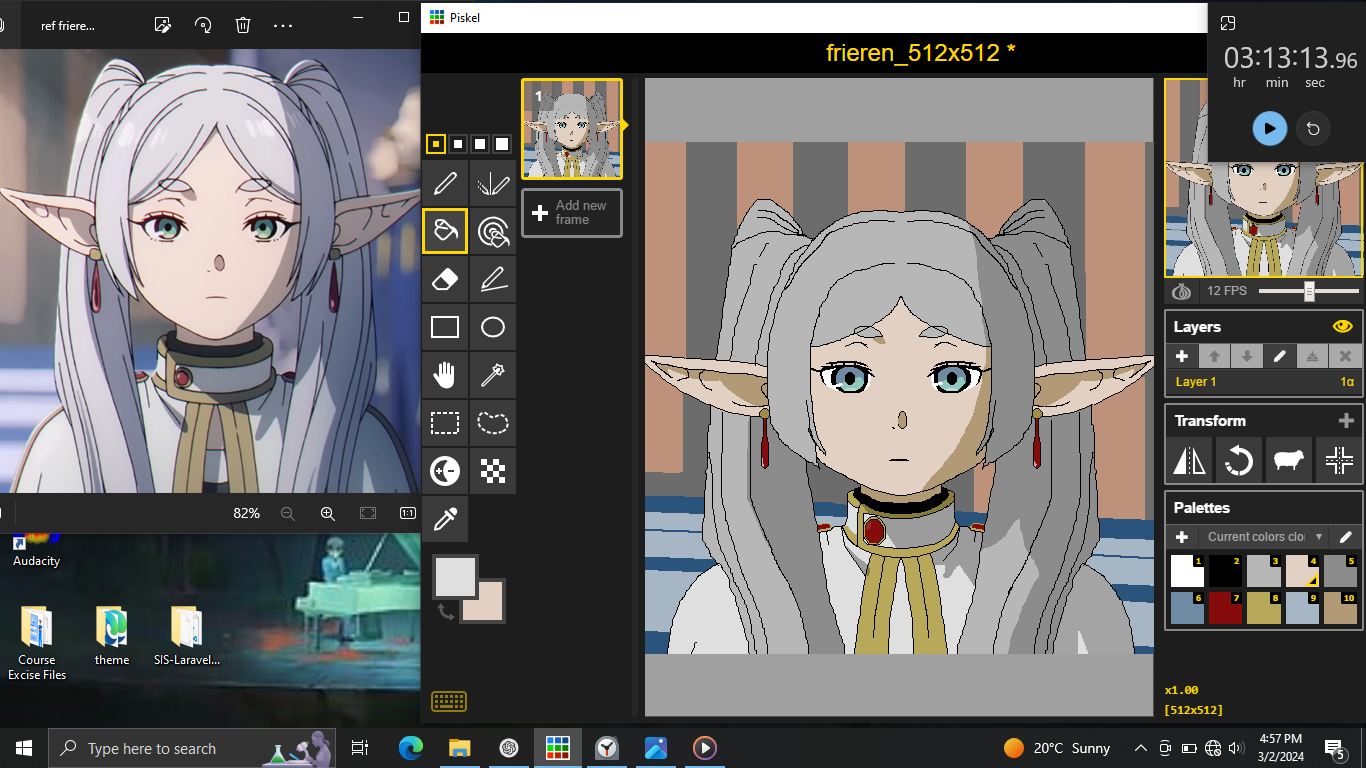 ref friere...
Piskel
frieren_512x512 *
03:13:13.96
hr min sec
1
Add new
frame
12 FPS
Layers
Layer 1
1α
Transform
Palettes
Current colors clo
1 2 3 4 5
6 7 8 9 10
x1.00
[512x512]
82%
1:1
Audacity
Course
Excise Files
theme
SIS-Laravel...
Type here to search
20°C Sunny
4:57 PM
3/2/2024
5